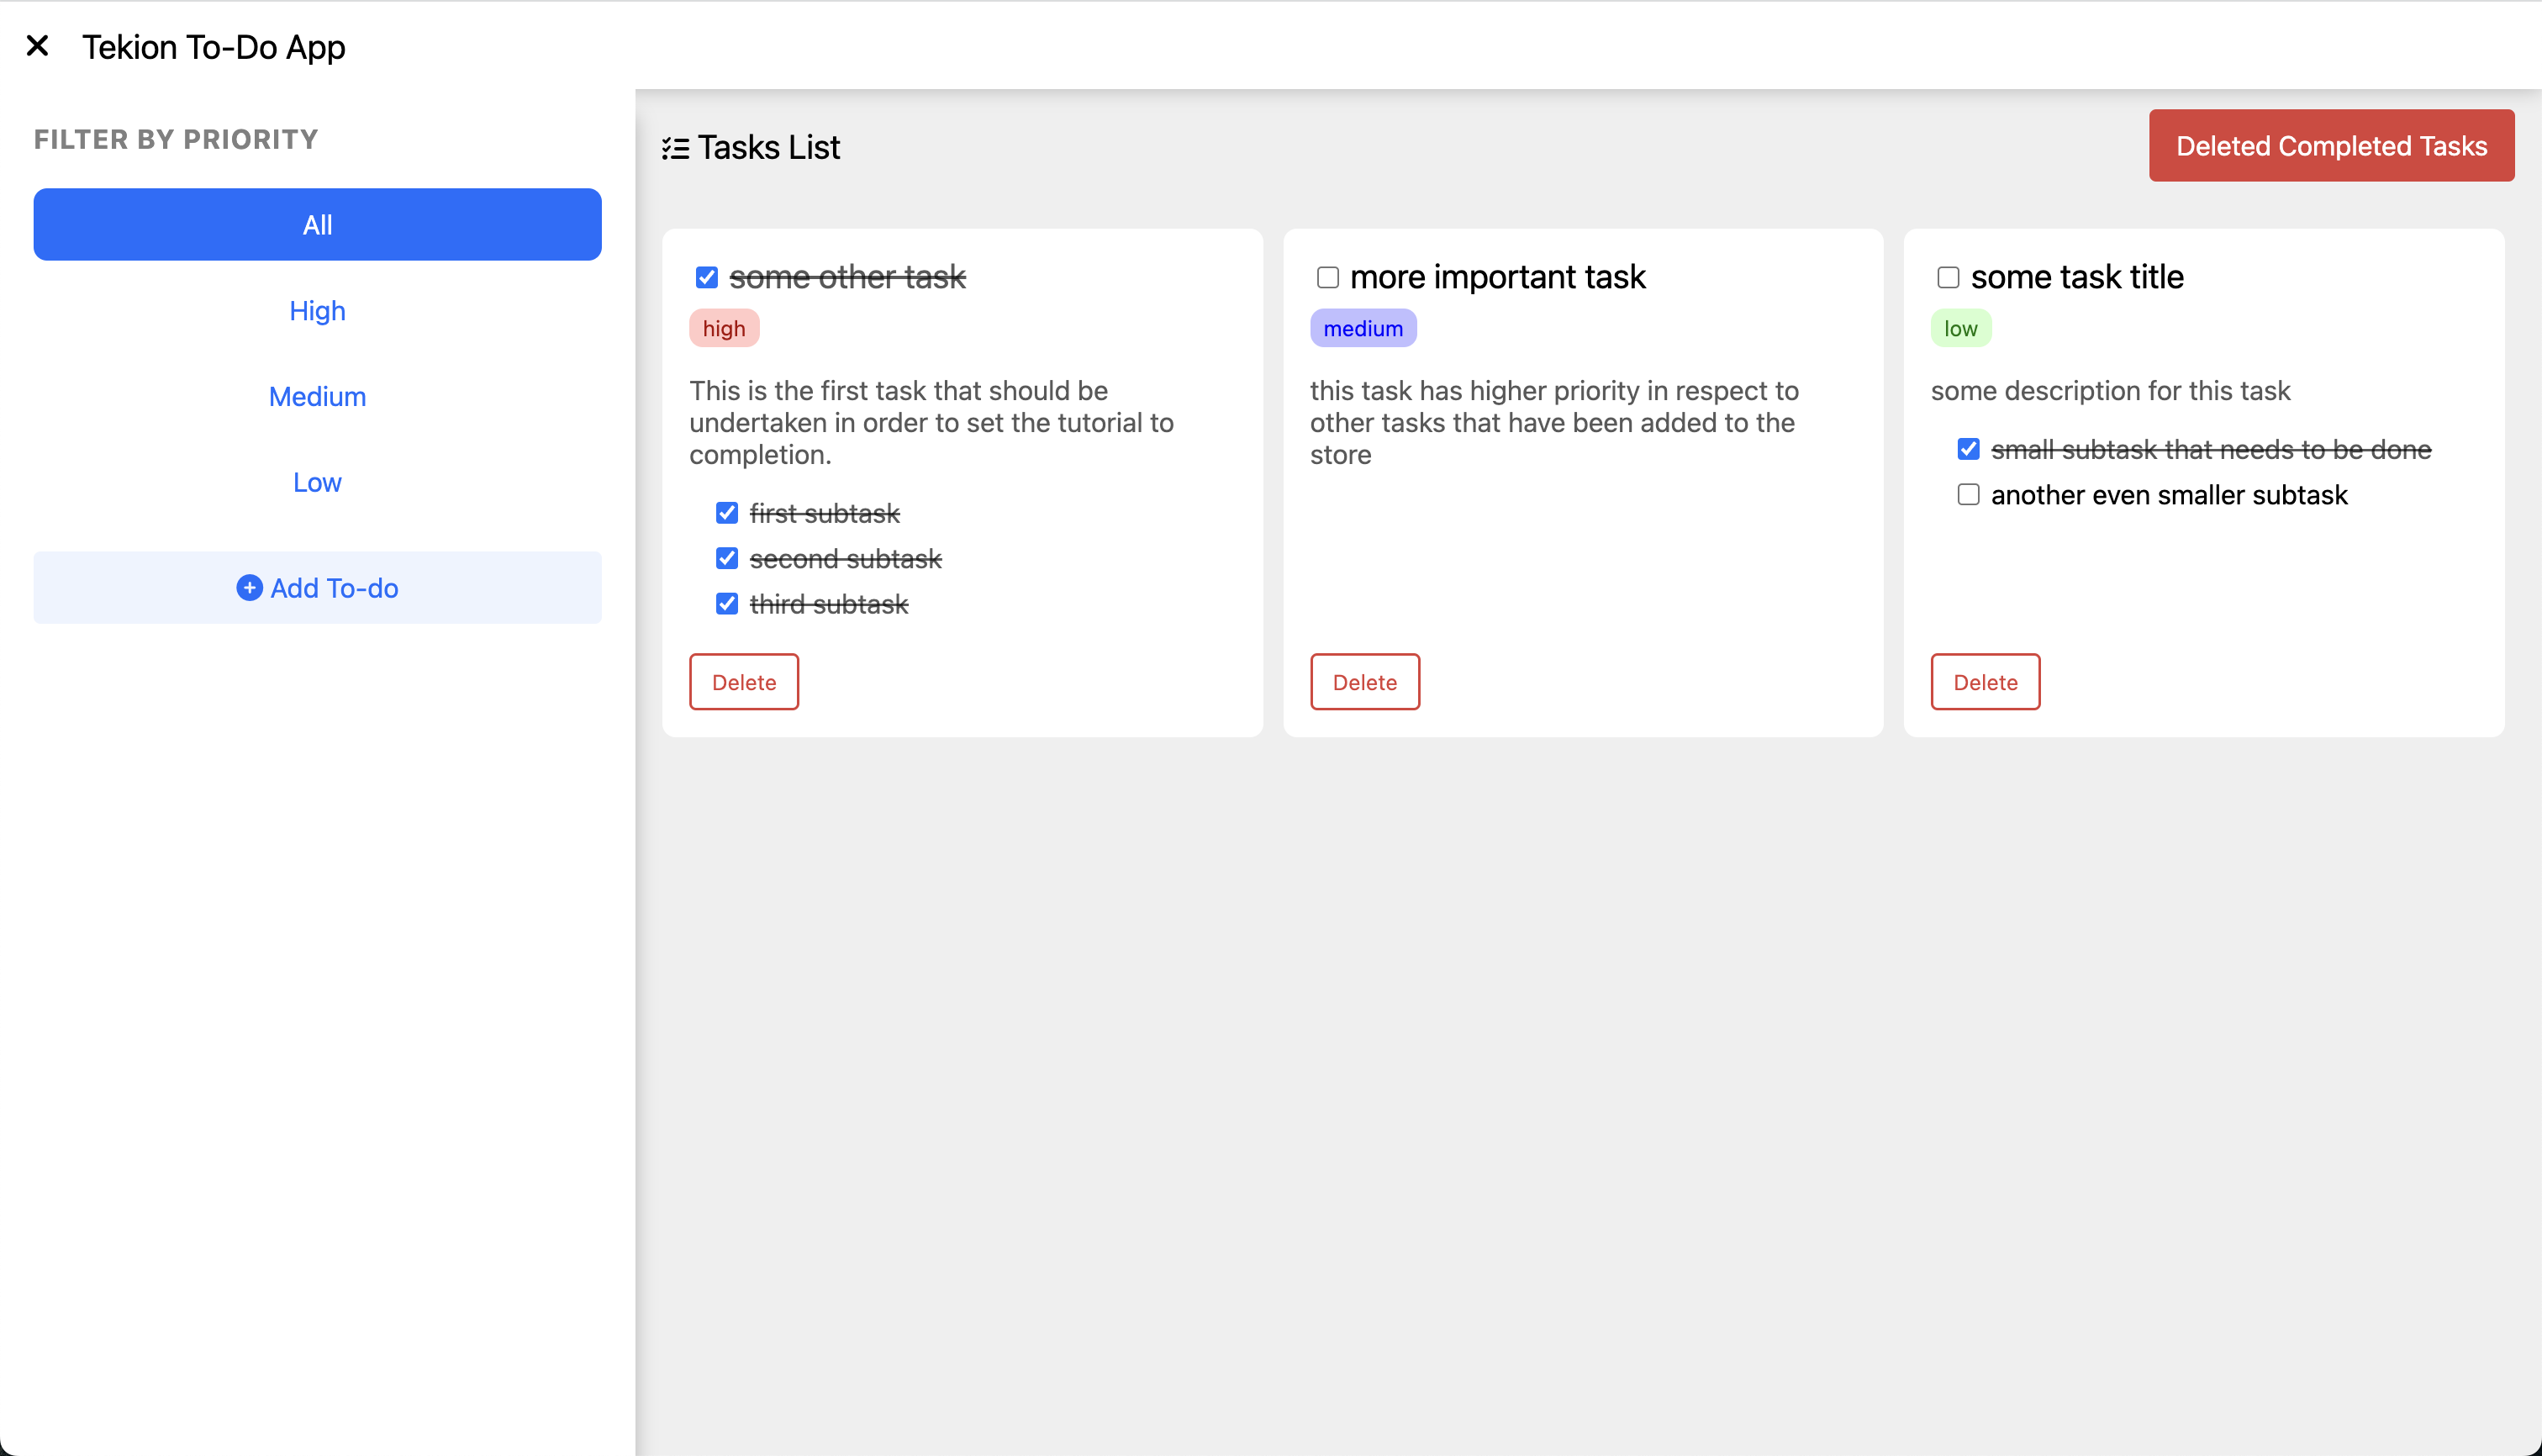 Tekion To-Do App
FILTER BY PRIORITY
All
High
Medium
Low
Add To-do
Tasks List
Deleted Completed Tasks
some other task
high
This is the first task that should be
undertaken in order to set the tutorial to
completion.
first subtask
second subtask
third subtask
Delete
more important task
medium
this task has higher priority in respect to
other tasks that have been added to the
store
Delete
some task title
low
some description for this task
small subtask that needs to be done
another even smaller subtask
Delete